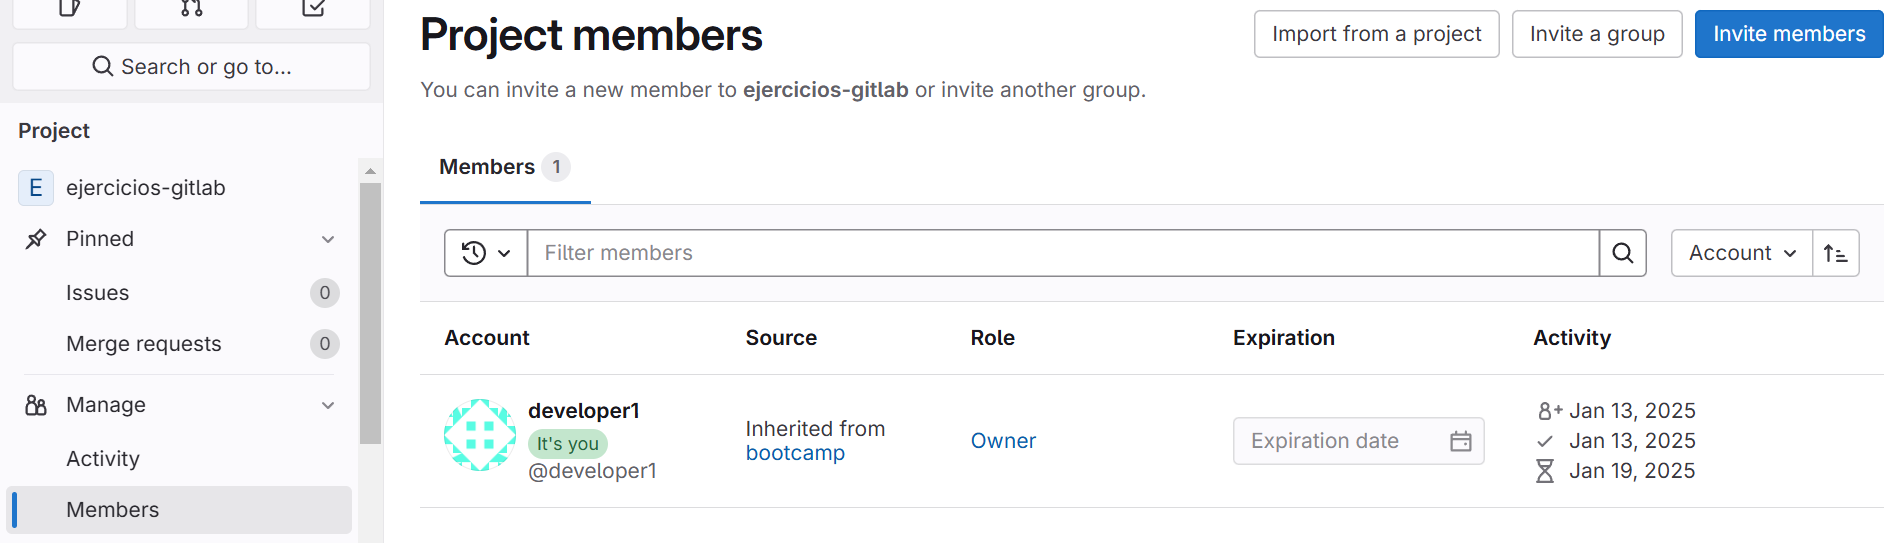 Search or go to...
Project
E ejercicios-gitlab
Pinned
Issues 0
Merge requests 0
Manage
Activity
Members
Project members
Import from a project
Invite a group
Invite members
You can invite a new member to ejercicios-gitlab or invite another group.
Members 1
Filter members
Account
Account Source Role Expiration Activity
developer1
It's you
@developer1
Inherited from
bootcamp
Owner
Expiration date
Jan 13, 2025
Jan 13, 2025
Jan 19, 2025